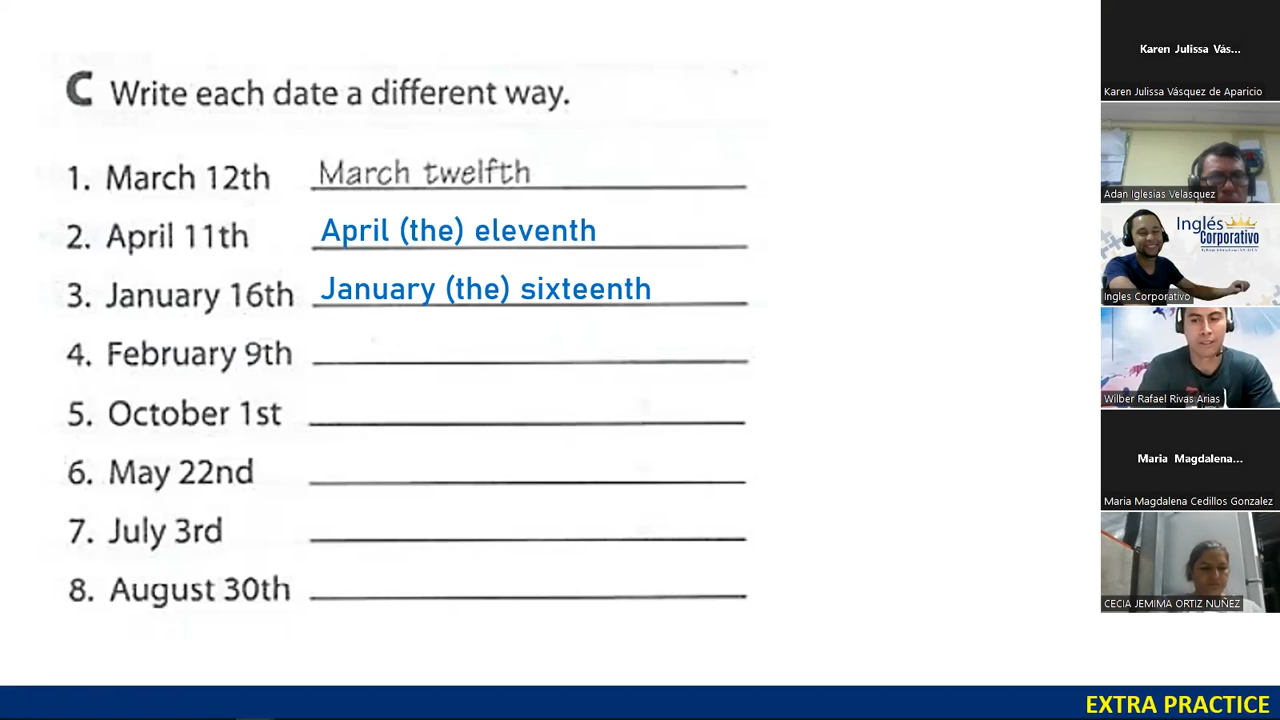 C Write each date a different way.
1. March 12th March twelfth
2. April 11th April (the) eleventh
3. January 16th January (the) sixteenth
4. February 9th
5. October 1st
6. May 22nd
7. July 3rd
8. August 30th
EXTRA PRACTICE
Karen Julissa Vás...
Karen Julissa Vásquez de Aparicio
Adan Iglesias Velasquez
Inglés
Corporativo
Ingles Corporativo
Wilber Rafael Rivas Arias
Maria Magdalena...
Maria Magdalena Cedillos Gonzalez
CECIA JEMIMA ORTIZ NUÑEZ